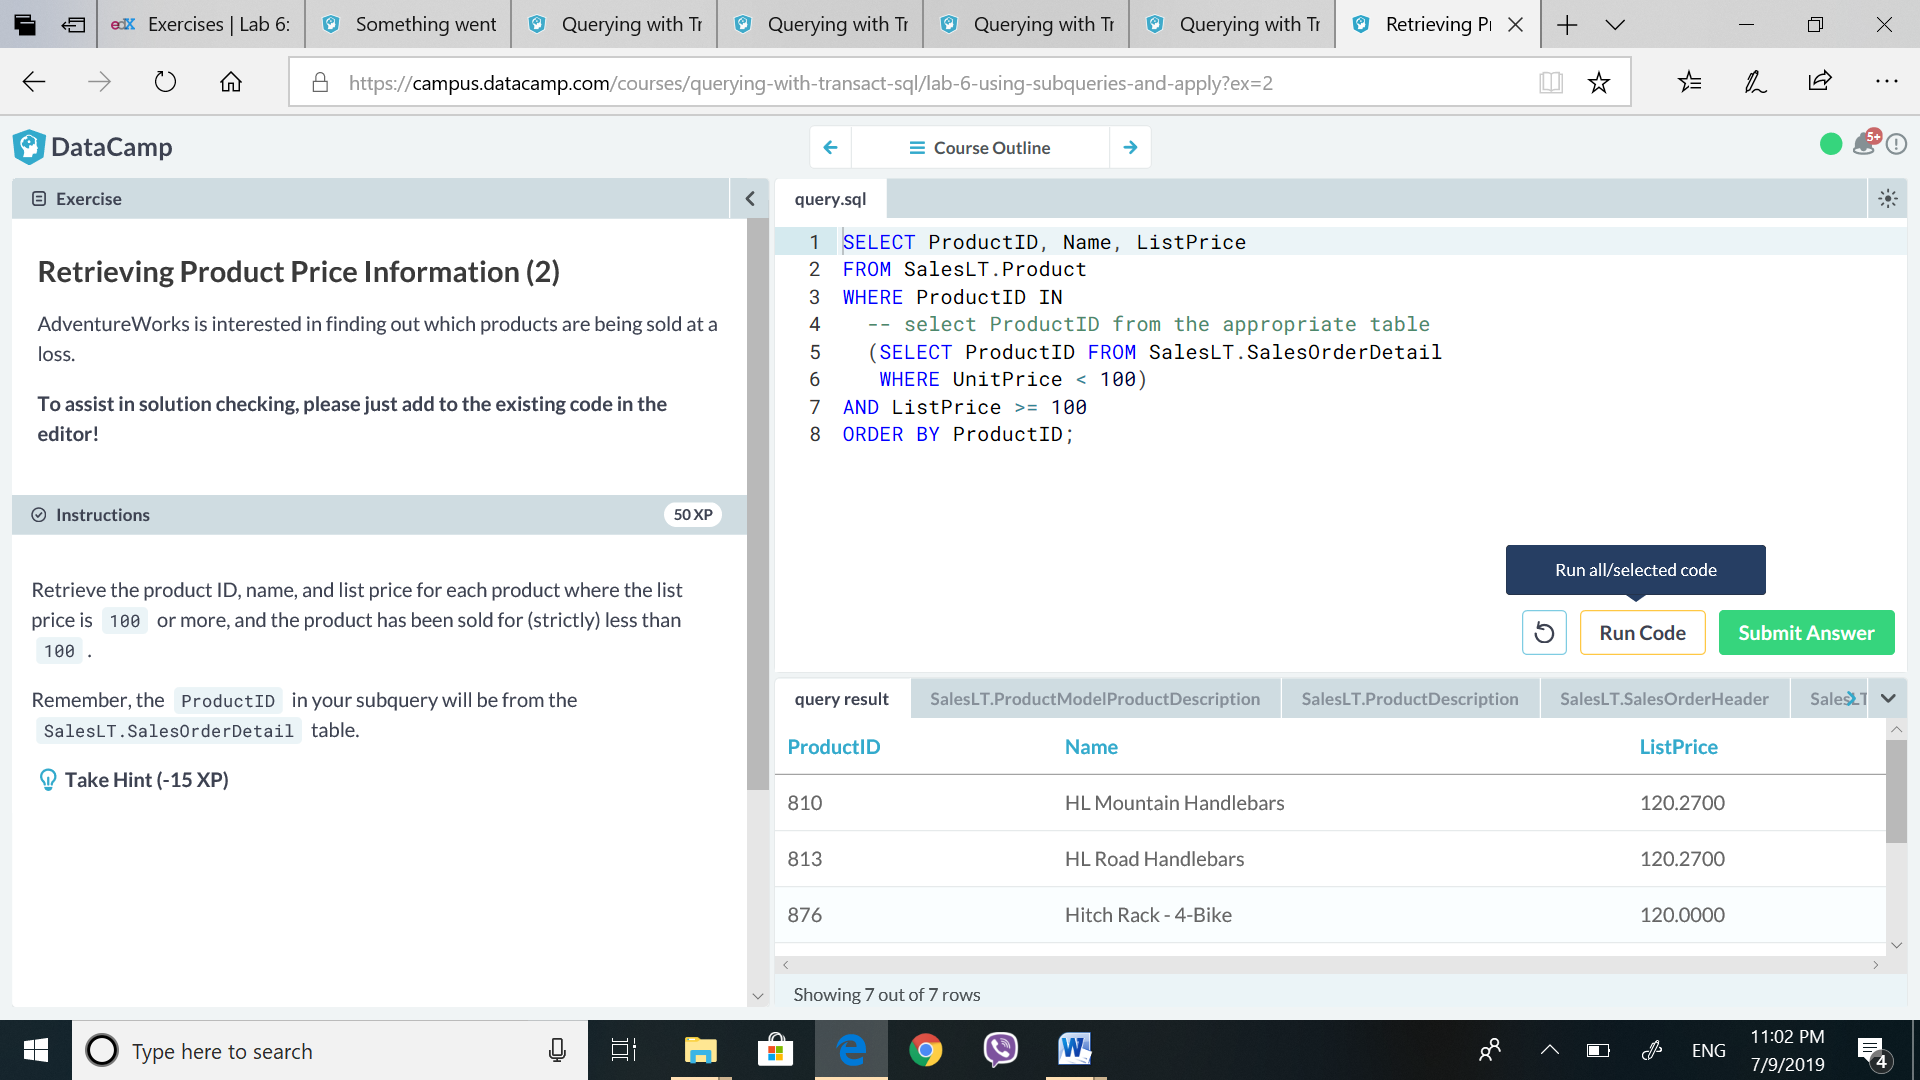 edX Exercises | Lab 6:
Something went
Querying with Tr
Querying with Tr
Querying with Tr
Querying with Tr
Retrieving Pr
https://campus.datacamp.com/courses/querying-with-transact-sql/lab-6-using-subqueries-and-apply?ex=2
DataCamp
Course Outline
5+
Exercise
Retrieving Product Price Information (2)
AdventureWorks is interested in finding out which products are being sold at a
loss.
To assist in solution checking, please just add to the existing code in the
editor!
Instructions
50 XP
Retrieve the product ID, name, and list price for each product where the list
price is 100 or more, and the product has been sold for (strictly) less than
100 .
Remember, the ProductID in your subquery will be from the
SalesLT.SalesOrderDetail table.
Take Hint (-15 XP)
query.sql
1 SELECT ProductID, Name, ListPrice
2 FROM SalesLT.Product
3 WHERE ProductID IN
4 -- select ProductID from the appropriate table
5 (SELECT ProductID FROM SalesLT.SalesOrderDetail
6 WHERE UnitPrice < 100)
7 AND ListPrice >= 100
8 ORDER BY ProductID;
Run all/selected code
Run Code
Submit Answer
query result
SalesLT.ProductModelProductDescription
SalesLT.ProductDescription
SalesLT.SalesOrderHeader
SalesLT
ProductID Name ListPrice
810 HL Mountain Handlebars 120.2700
813 HL Road Handlebars 120.2700
876 Hitch Rack - 4-Bike 120.0000
Showing 7 out of 7 rows
Type here to search
ENG
11:02 PM
7/9/2019
4